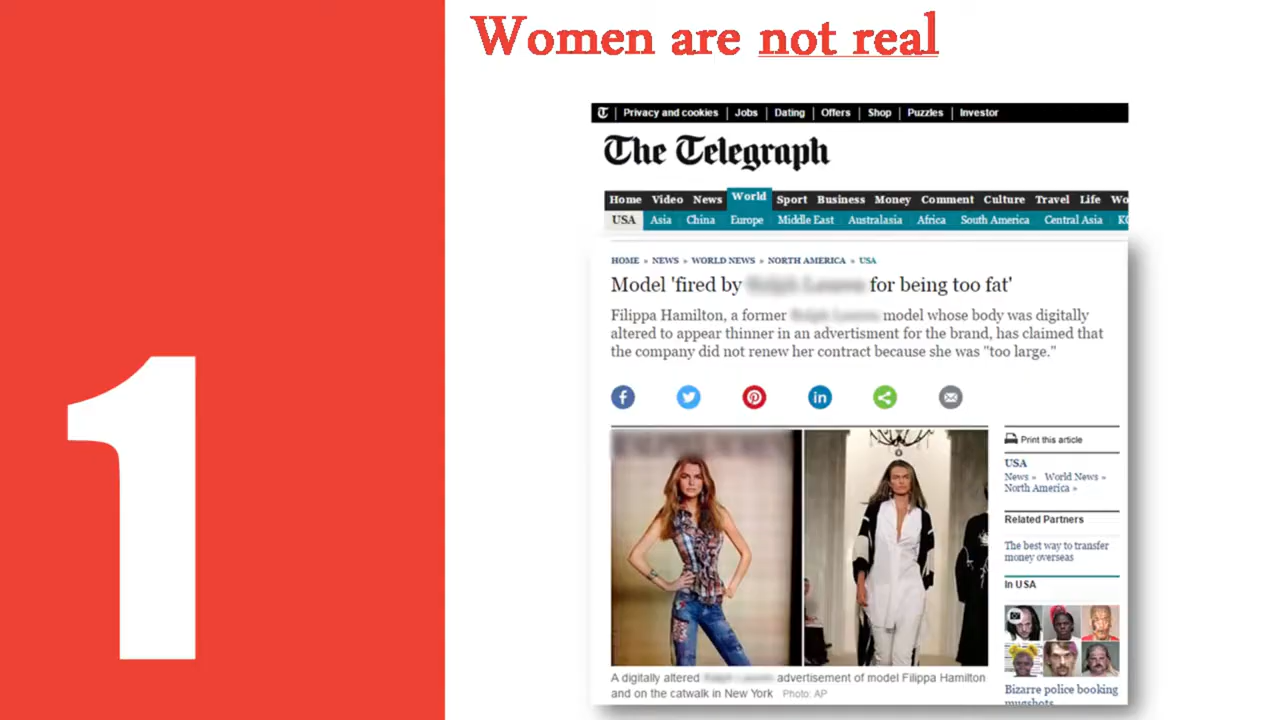 Women are not real
1
Privacy and cookies Jobs Dating Offers Shop Puzzles Investor
The Telegraph
Home Video News World Sport Business Money Comment Culture Travel Life Wo
USA Asia China Europe Middle East Australasia Africa South America Central Asia
HOME » NEWS » WORLD NEWS » NORTH AMERICA » USA
Model 'fired by for being too fat'
Filippa Hamilton, a former model whose body was digitally
altered to appear thinner in an advertisment for the brand, has claimed that
the company did not renew her contract because she was "too large."
Print this article
USA
News » World News »
North America »
Related Partners
The best way to transfer
money overseas
In USA
Bizarre police booking
mugshots
A digitally altered advertisement of model Filippa Hamilton
and on the catwalk in New York Photo: AP